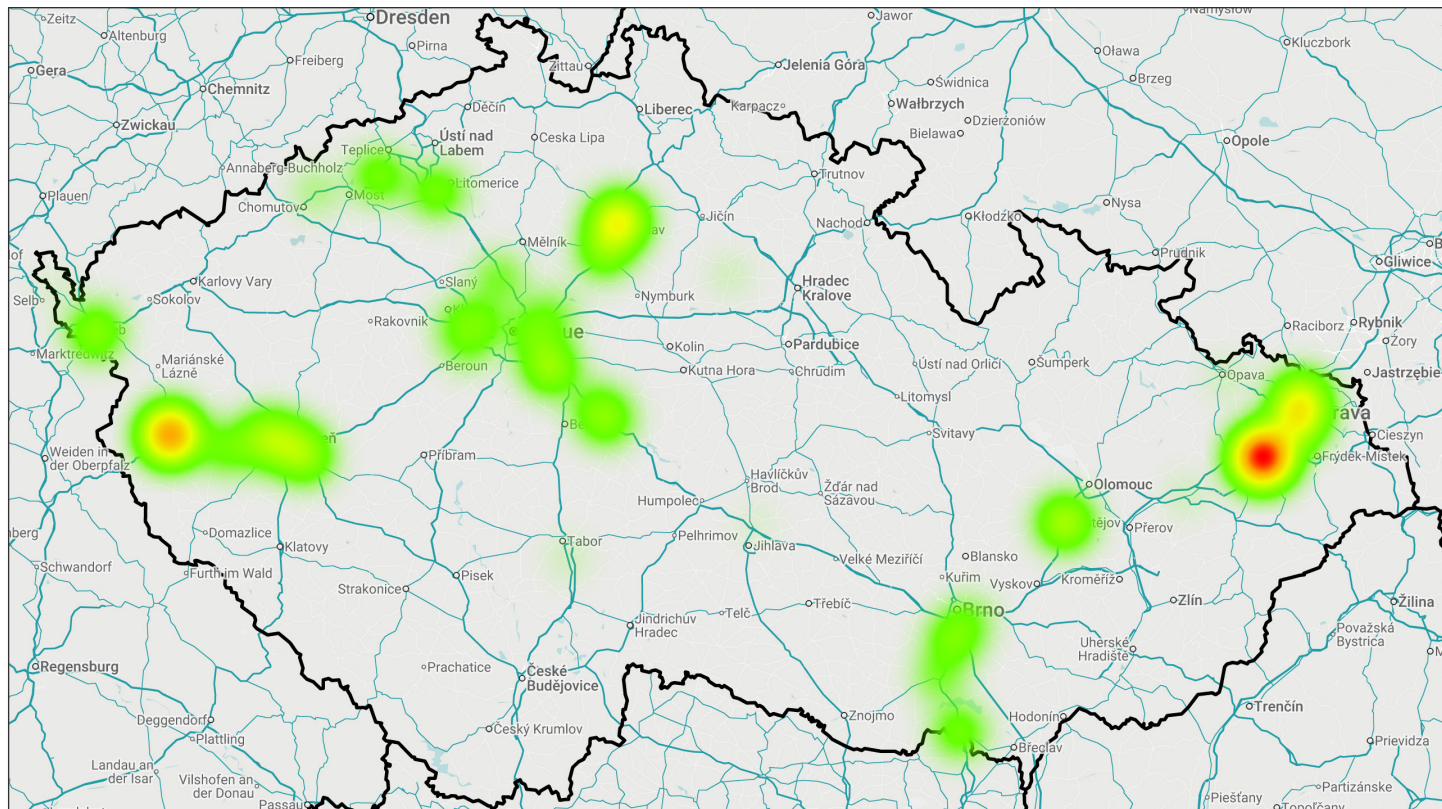 Zeitz
Altenburg
Dresden
Pirna
Jawor
Namysłów
Kluczbork
Oława
Gera
Freiberg
Zittau
Jelenia Góra
Brzeg
Chemnitz
Děčín
Liberec
Karpacz
Świdnica
Wałbrzych
Zwickau
Ústí nad
Labem
Ceska Lipa
Dzierżoniów
Bielawa
Opole
Teplice
Annaberg-Buchholz
Litomerice
Trutnov
Plauen
Most
Chomutov
Jičín
Nachod
Kłodzko
Nysa
Mělník
Prudnik
Gliwice
Karlovy Vary
Slaný
Selb
Sokolov
Nymburk
Hradec
Kralove
Rakovnik
Raciborz
Rybnik
Marktredwitz
Kolin
Pardubice
Żory
Mariánské
Lázně
Beroun
Kutna Hora
Chrudim
Ústí nad Orlicí
Šumperk
Opava
Jastrzębie
Litomysl
Svitavy
Cieszyn
Weiden in
der Oberpfalz
Příbram
Frýdek-Místek
Havlíčkův
Brod
Žďár nad
Sázavou
Olomouc
Humpolec
Přerov
Domazlice
Klatovy
Tabor
Pelhrimov
Jihlava
Velké Meziříčí
Blansko
Schwandorf
Furth im Wald
Strakonice
Pisek
Kuřim
Vyskov
Kroměříž
Telč
Třebíč
Brno
Zlín
Žilina
Jindrichuv
Hradec
Uherské
Hradiště
Považská
Bystrica
Regensburg
Prachatice
České
Budějovice
Deggendorf
Český Krumlov
Znojmo
Hodonín
Trenčín
Plattling
Břeclav
Prievidza
Landau an
der Isar
Vilshofen an
der Donau
Passau
Piešťany
Partizánske
Topoľčany